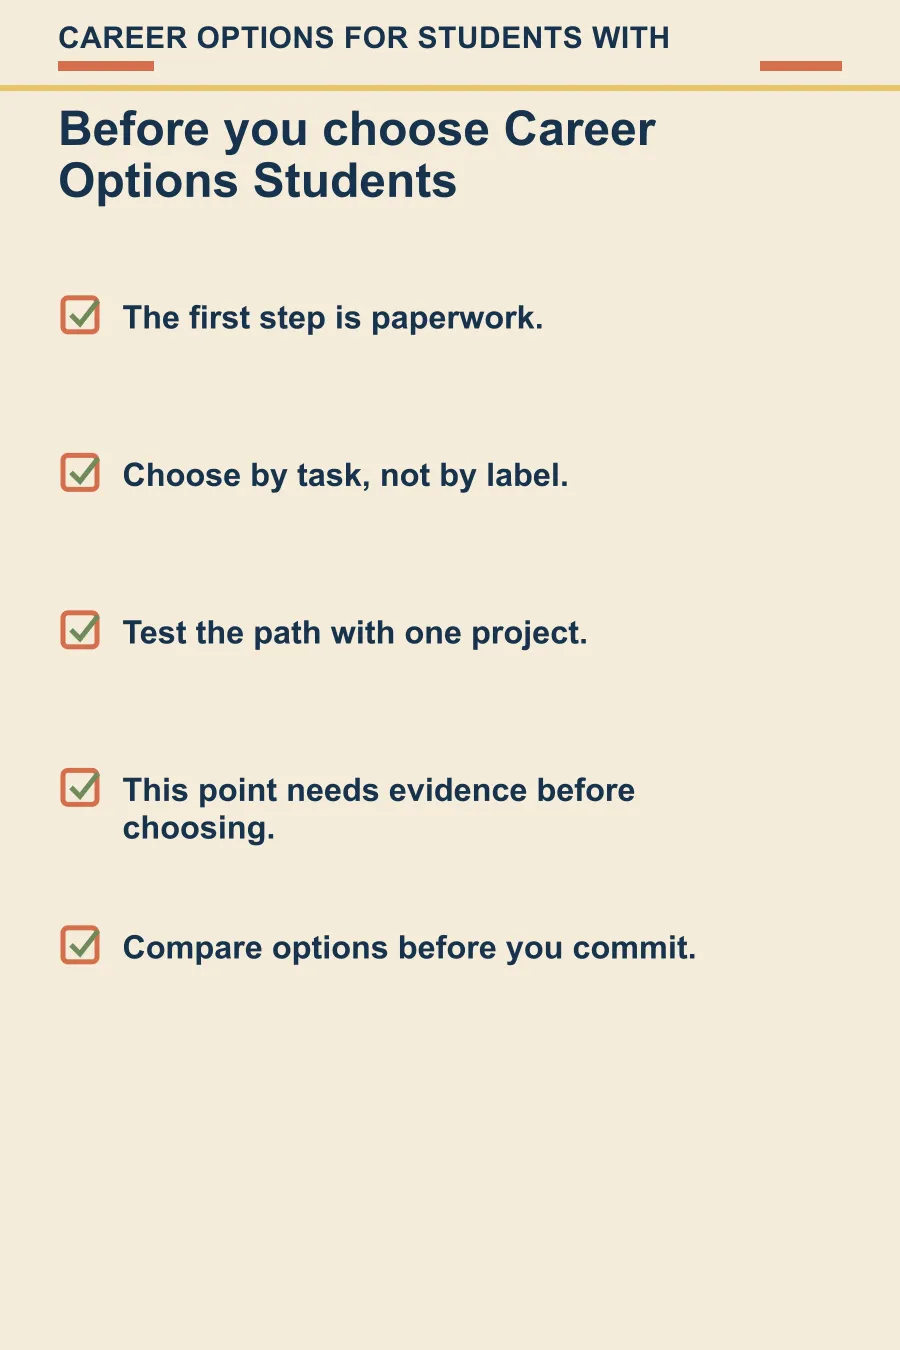 CAREER OPTIONS FOR STUDENTS WITH
Before you choose Career
Options Students
The first step is paperwork.
Choose by task, not by label.
Test the path with one project.
This point needs evidence before
choosing.
Compare options before you commit.